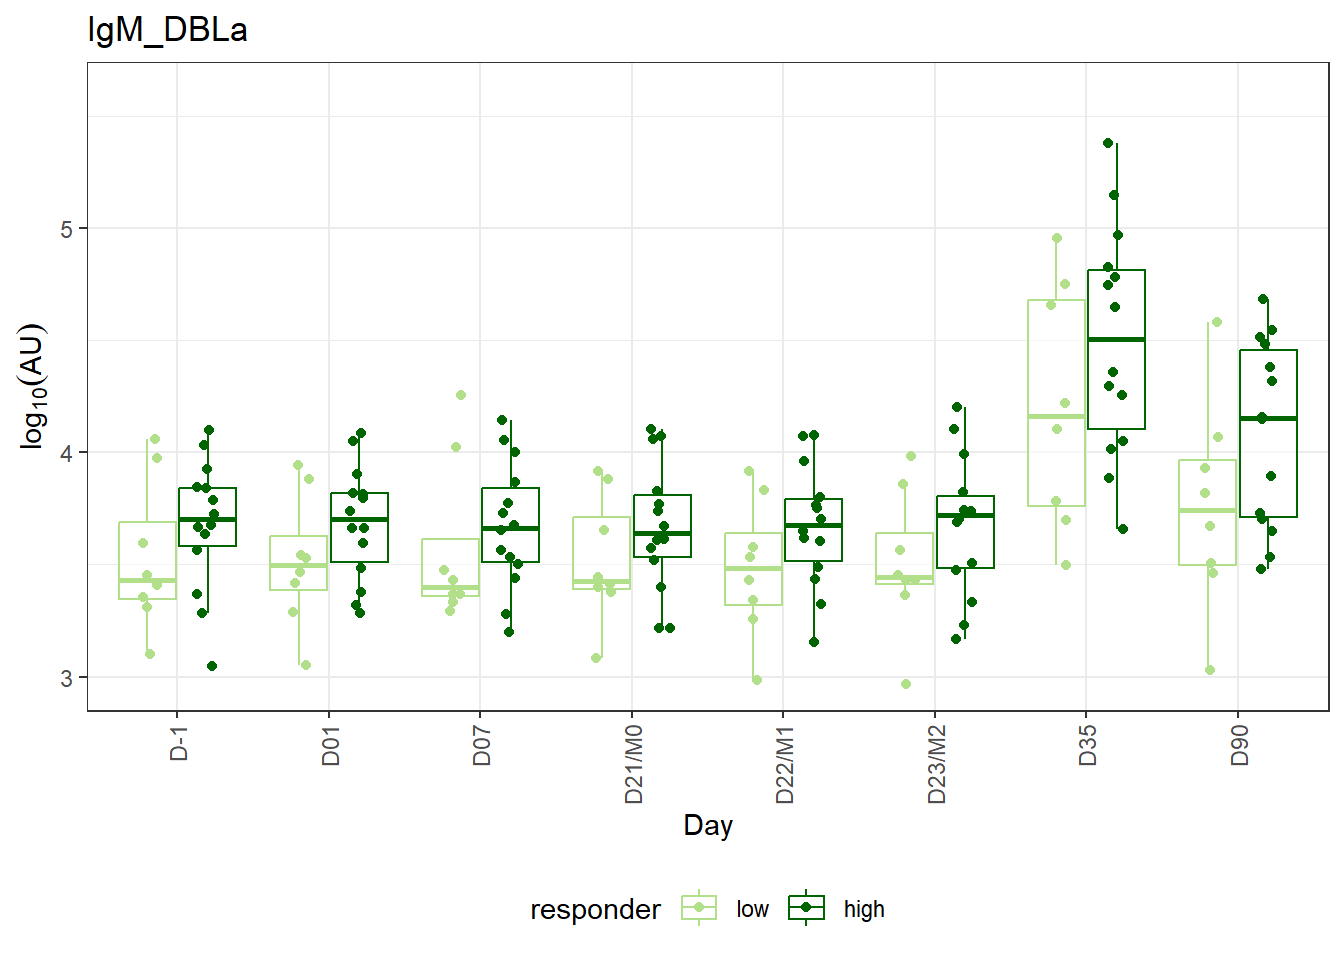 IgM_DBLa
log₁₀(AU)
5
4
3
D-1
D01
D07
D21/M0
D22/M1
D23/M2
D35
D90
Day
responder low high